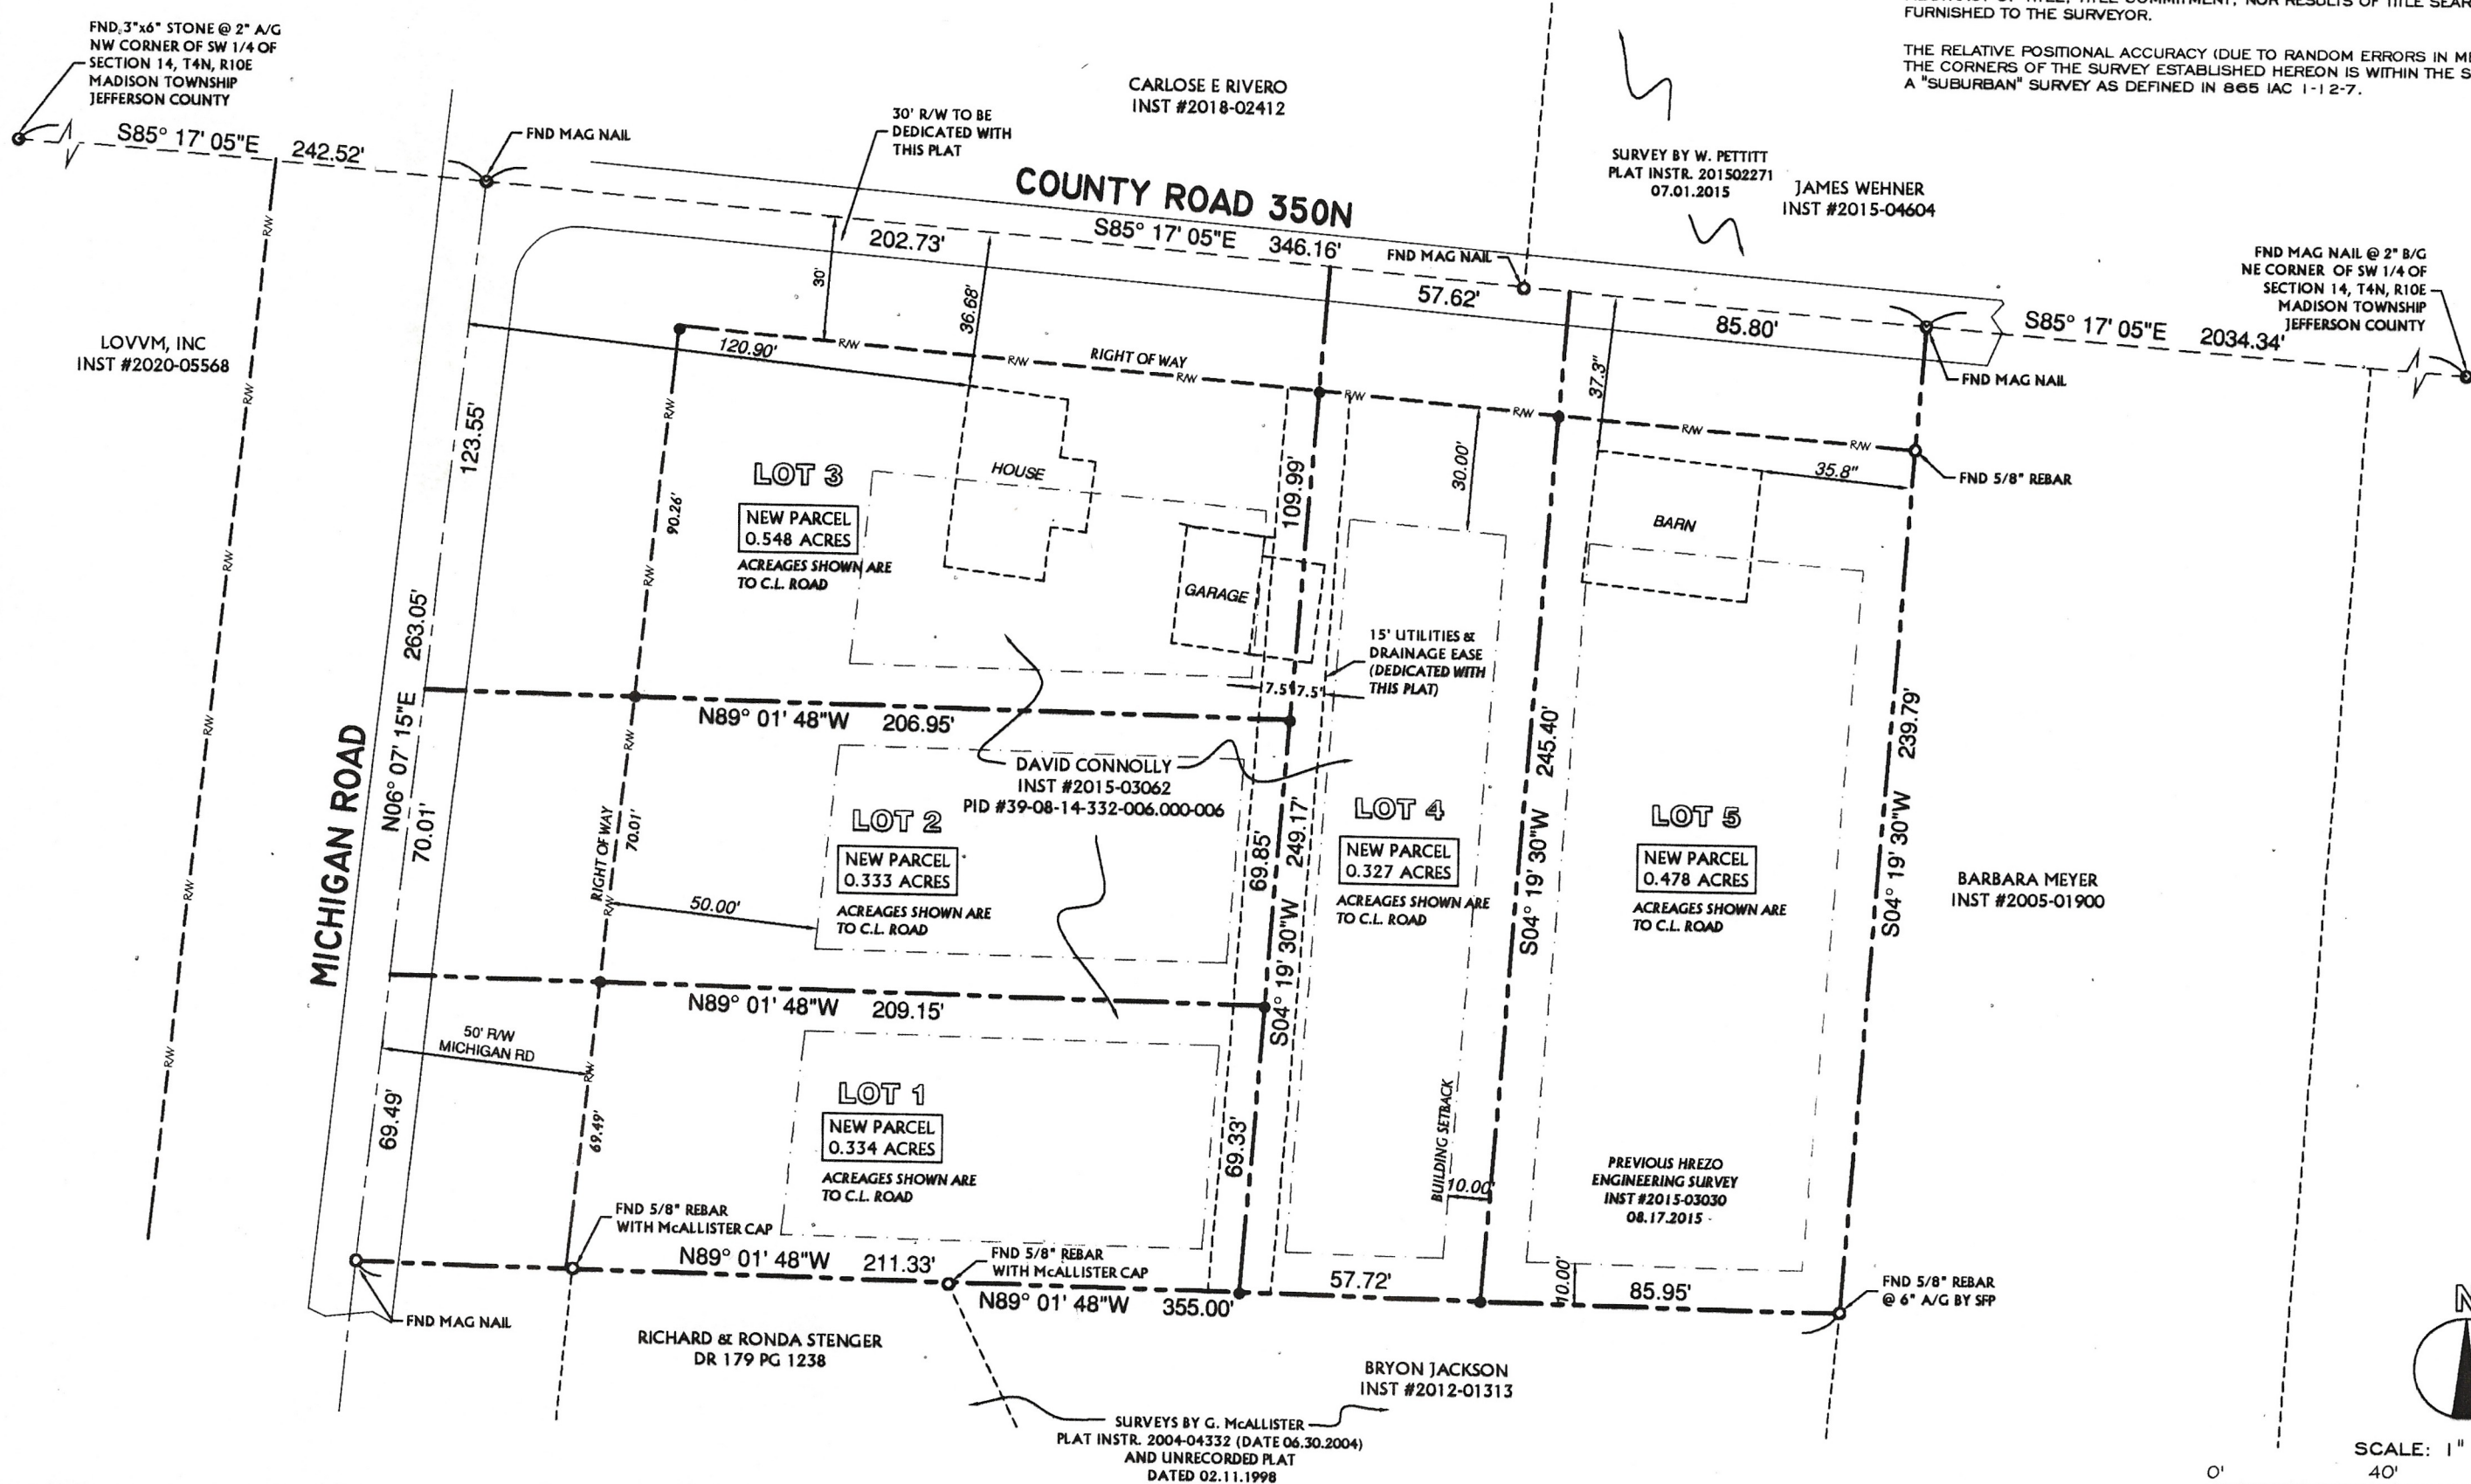 FURNISHED TO THE SURVEYOR.
THE RELATIVE POSITIONAL ACCURACY (DUE TO RANDOM ERRORS IN
THE CORNERS OF THE SURVEY ESTABLISHED HEREON IS WITHIN THE
A "SUBURBAN" SURVEY AS DEFINED IN 865 IAC 1-12-7.
FND 3"x6" STONE @ 2" A/G
NW CORNER OF SW 1/4 OF
SECTION 14, T4N, R10E
MADISON TOWNSHIP
JEFFERSON COUNTY
S85° 17' 05"E 242.52'
FND MAG NAIL
30' R/W TO BE
DEDICATED WITH
THIS PLAT
CARLOSE E RIVERO
INST #2018-02412
SURVEY BY W. PETTITT
PLAT INSTR. 201502271
07.01.2015
JAMES WEHNER
INST #2015-04604
COUNTY ROAD 350N
202.73'
S85° 17' 05"E 346.16'
FND MAG NAIL
57.62'
85.80'
FND MAG NAIL @ 2" B/G
NE CORNER OF SW 1/4 OF
SECTION 14, T4N, R10E
MADISON TOWNSHIP
JEFFERSON COUNTY
S85° 17' 05"E 2034.34'
FND MAG NAIL
FND 5/8" REBAR
LOVVM, INC
INST #2020-05568
R/W
R/W
R/W
R/W
R/W
R/W
30'
36.68'
120.90'
R/W
R/W
RIGHT OF WAY
R/W
R/W
R/W
R/W
R/W
37.3"
35.8"
30.00'
123.55'
R/W
90.26'
R/W
LOT 3
NEW PARCEL
0.548 ACRES
ACREAGES SHOWN ARE
TO C.L. ROAD
HOUSE
GARAGE
109.99'
BARN
15' UTILITIES &
DRAINAGE EASE
(DEDICATED WITH
THIS PLAT)
7.5' 7.5'
N06° 07' 15"E 263.05'
N89° 01' 48"W 206.95'
MICHIGAN ROAD
70.01'
R/W
70.01'
RIGHT OF WAY
R/W
50.00'
DAVID CONNOLLY
INST #2015-03062
PID #39-08-14-332-006.000-006
LOT 2
NEW PARCEL
0.333 ACRES
ACREAGES SHOWN ARE
TO C.L. ROAD
69.85'
S04° 19' 30"W 249.17'
LOT 4
NEW PARCEL
0.327 ACRES
ACREAGES SHOWN ARE
TO C.L. ROAD
S04° 19' 30"W 245.40'
LOT 5
NEW PARCEL
0.478 ACRES
ACREAGES SHOWN ARE
TO C.L. ROAD
S04° 19' 30"W 239.79'
BARBARA MEYER
INST #2005-01900
N89° 01' 48"W 209.15'
50' R/W
MICHIGAN RD
R/W
69.49'
69.49'
LOT 1
NEW PARCEL
0.334 ACRES
ACREAGES SHOWN ARE
TO C.L. ROAD
69.33'
BUILDING SETBACK
10.00'
PREVIOUS HREZO
ENGINEERING SURVEY
INST #2015-03030
08.17.2015
FND 5/8" REBAR
WITH McALLISTER CAP
N89° 01' 48"W 211.33'
FND 5/8" REBAR
WITH McALLISTER CAP
N89° 01' 48"W 355.00'
57.72'
10.00'
85.95'
FND 5/8" REBAR
@ 6" A/G BY SFP
FND MAG NAIL
RICHARD & RONDA STENGER
DR 179 PG 1238
BRYON JACKSON
INST #2012-01313
SURVEYS BY G. McALLISTER
PLAT INSTR. 2004-04332 (DATE 06.30.2004)
AND UNRECORDED PLAT
DATED 02.11.1998
N
SCALE: 1"
0' 40'